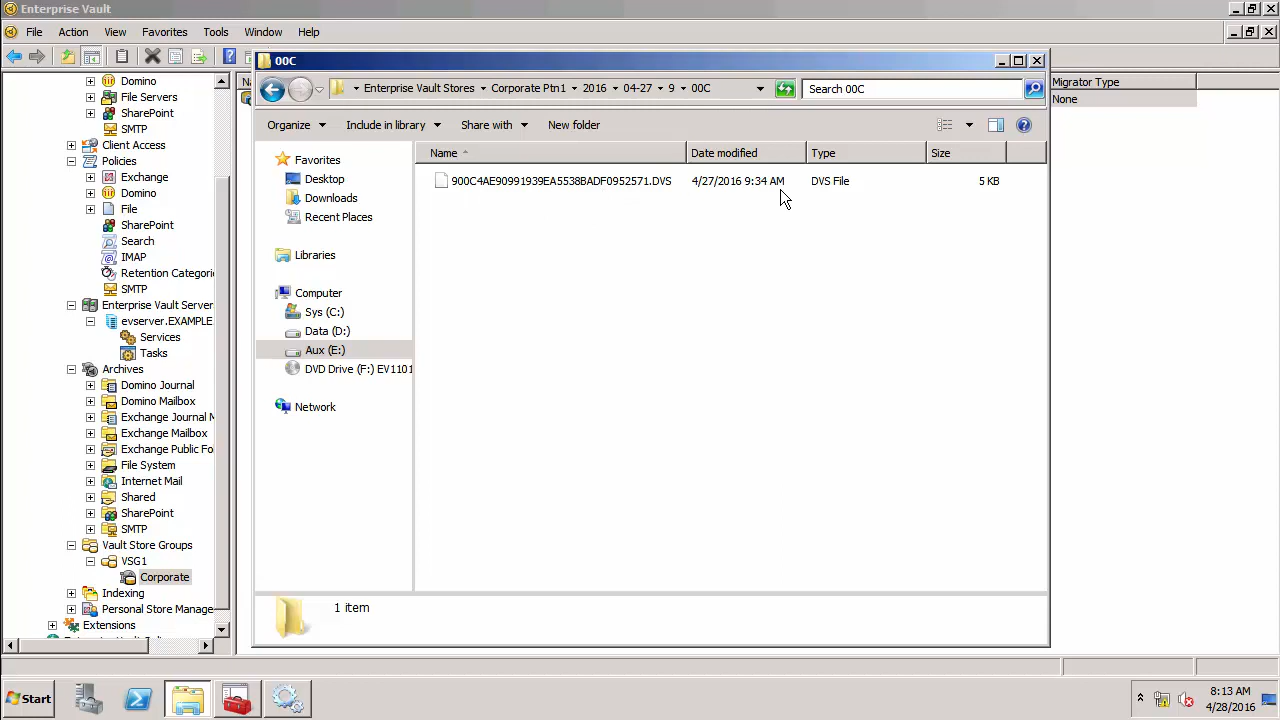 Enterprise Vault
File Action View Favorites Tools Window Help
Domino
File Servers
SharePoint
SMTP
Client Access
Policies
Exchange
Domino
File
SharePoint
Search
IMAP
Retention Categori
SMTP
Enterprise Vault Server
evserver.EXAMPLE
Services
Tasks
Archives
Domino Journal
Domino Mailbox
Exchange Journal M
Exchange Mailbox
Exchange Public Fo
File System
Internet Mail
Shared
SharePoint
SMTP
Vault Store Groups
VSG1
Corporate
Indexing
Personal Store Manage
Extensions
00C
Enterprise Vault Stores Corporate Ptn1 2016 04-27 9 00C
Search 00C
Organize Include in library Share with New folder
Favorites
Desktop
Downloads
Recent Places
Libraries
Computer
Sys (C:)
Data (D:)
Aux (E:)
DVD Drive (F:) EV1101
Network
Name Date modified Type Size
900C4AE90991939EA5538BADF0952571.DVS 4/27/2016 9:34 AM DVS File 5 KB
1 item
Migrator Type
None
Start
8:13 AM
4/28/2016